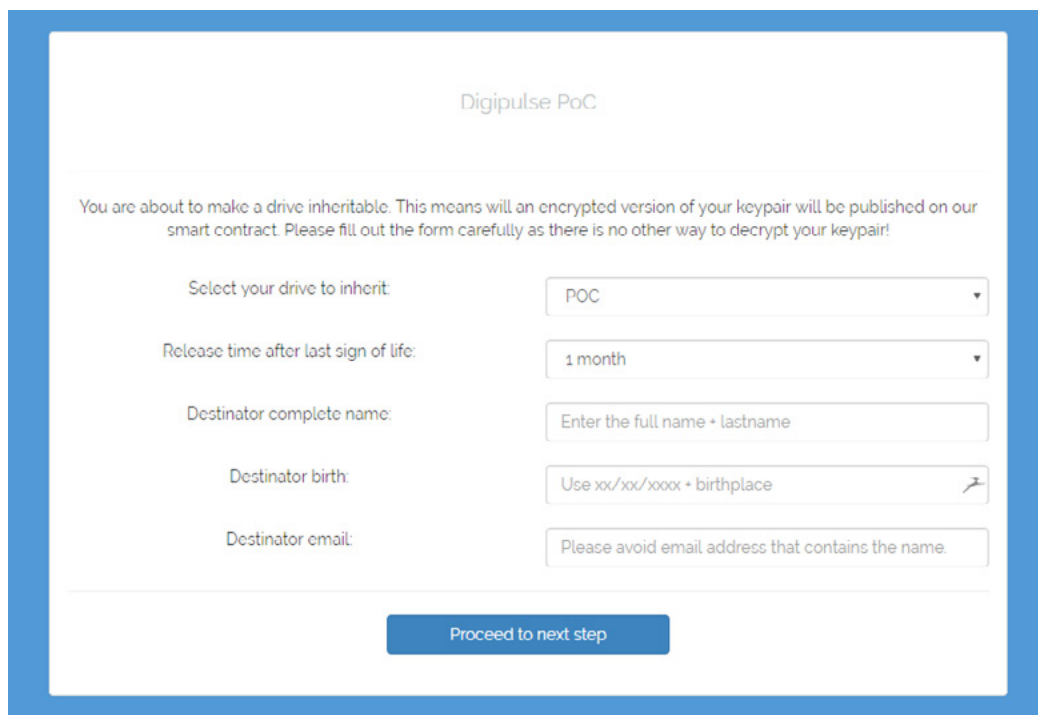 Digipulse PoC
You are about to make a drive inheritable. This means will an encrypted version of your keypair will be published on our
smart contract. Please fill out the form carefully as there is no other way to decrypt your keypair!
Select your drive to inherit:
POC
Release time after last sign of life:
1 month
Destinator complete name:
Enter the full name + lastname
Destinator birth:
Use xx/xx/xxxx + birthplace
Destinator email:
Please avoid email address that contains the name.
Proceed to next step